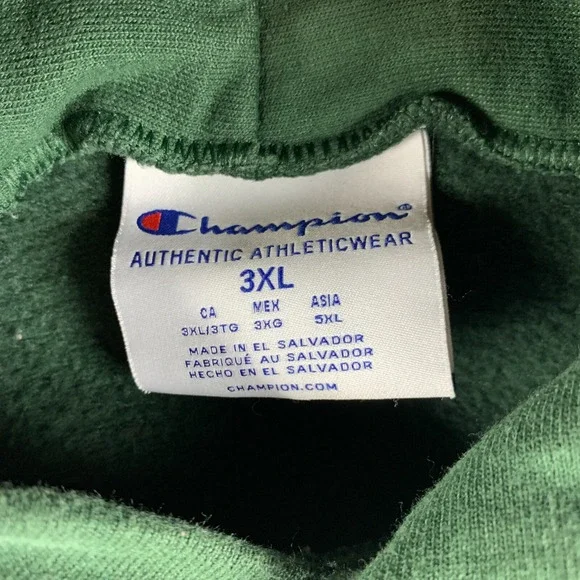 Champion®
AUTHENTIC ATHLETICWEAR
3XL
CA MEX ASIA
3XL/3TG 3XG 5XL
MADE IN EL SALVADOR
FABRIQUÉ AU SALVADOR
HECHO EN EL SALVADOR
CHAMPION.COM